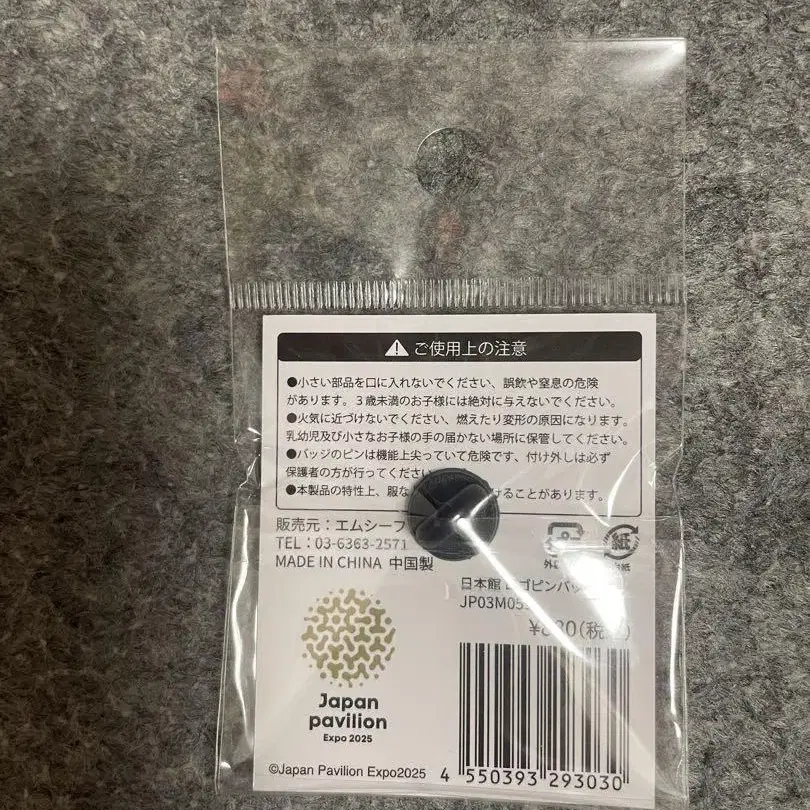 ご使用上の注意
●小さい部品を口に入れないでください、誤飲や窒息の危険
があります。３歳未満のお子様には絶対に与えないでください。
●火気に近づけないでください、燃えたり変形の原因になります。
乳幼児及び小さなお子様の手の届かない場所に保管してください。
●バッジのピンは機能上尖っていて危険です、付け外しは必ず
保護者の方が行ってください
●本製品の特性上、服な けることがあります。
販売元：エムシーフ
TEL：03-6363-2571
MADE IN CHINA 中国製
紙
外
日本館 ゴピンバッ
JP03M05
Japan
pavilion
Expo 2025
©Japan Pavilion Expo2025
4 550393 293030